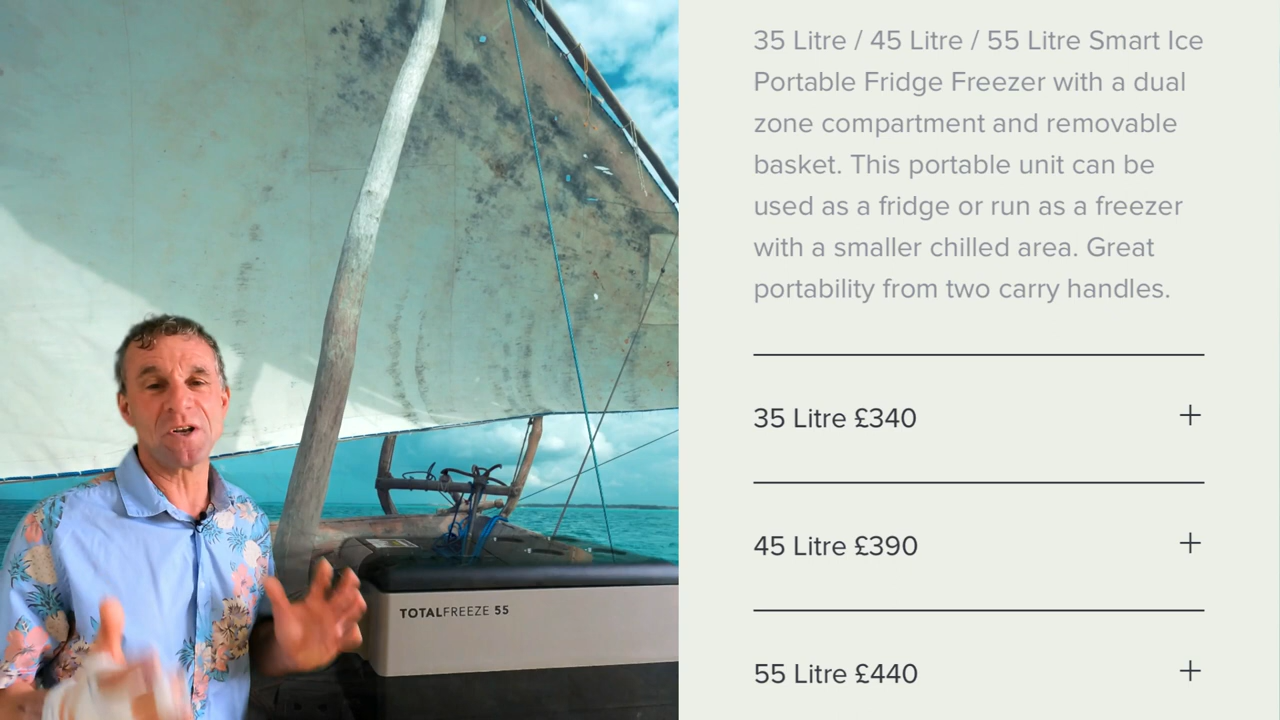 TOTALFREEZE 55
35 Litre / 45 Litre / 55 Litre Smart Ice
Portable Fridge Freezer with a dual
zone compartment and removable
basket. This portable unit can be
used as a fridge or run as a freezer
with a smaller chilled area. Great
portability from two carry handles.
35 Litre £340
45 Litre £390
55 Litre £440